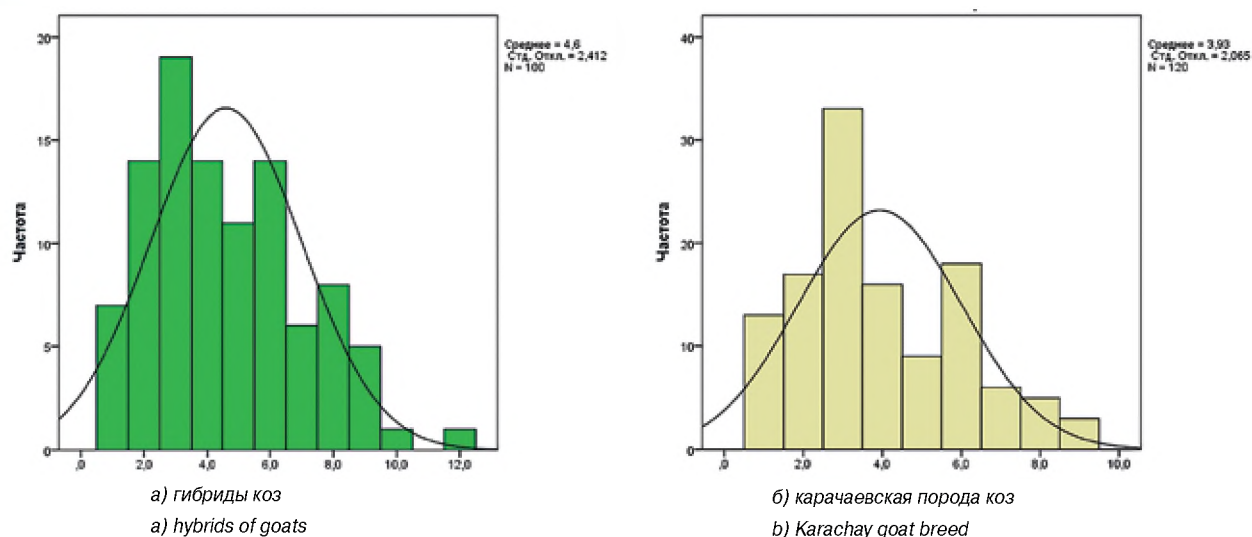 20
15
10
5
0
Частота
,0 2,0 4,0 6,0 8,0 10,0 12,0
Среднее = 4,6
Стд. Откл. = 2,412
N = 100
а) гибриды коз
a) hybrids of goats
40
30
20
10
0
Частота
,0 2,0 4,0 6,0 8,0 10,0
Среднее = 3,93
Стд. Откл. = 2,065
N = 120
б) карачаевская порода коз
b) Karachay goat breed